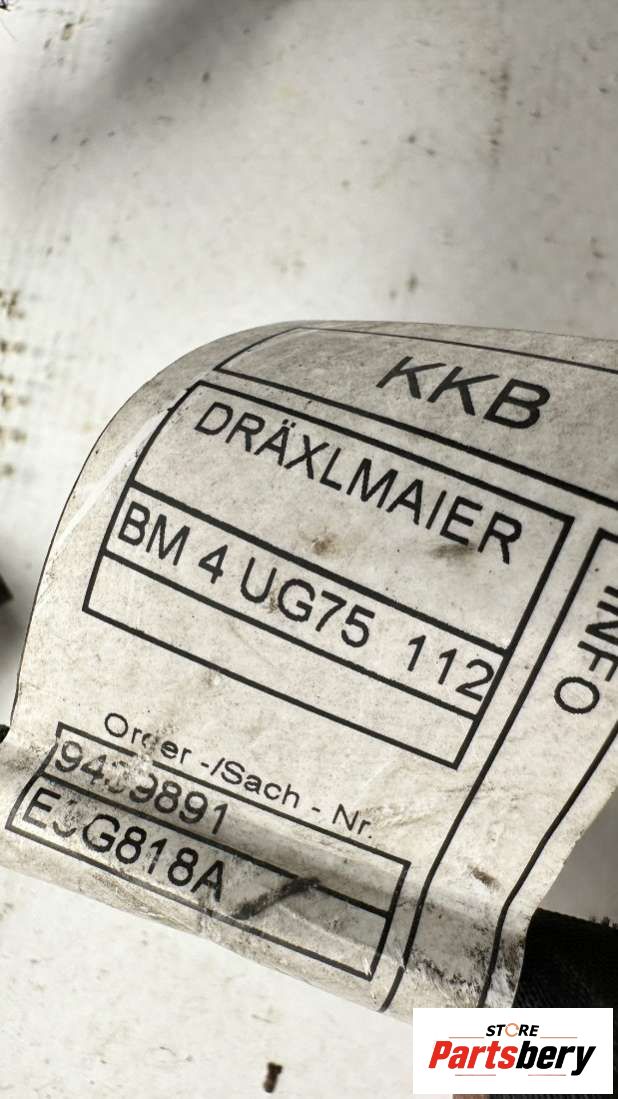 KKB
DRÄXLMAIER
BM 4 UG75 112
INFO
Order -/Sach - Nr.
STORE
Partsbery